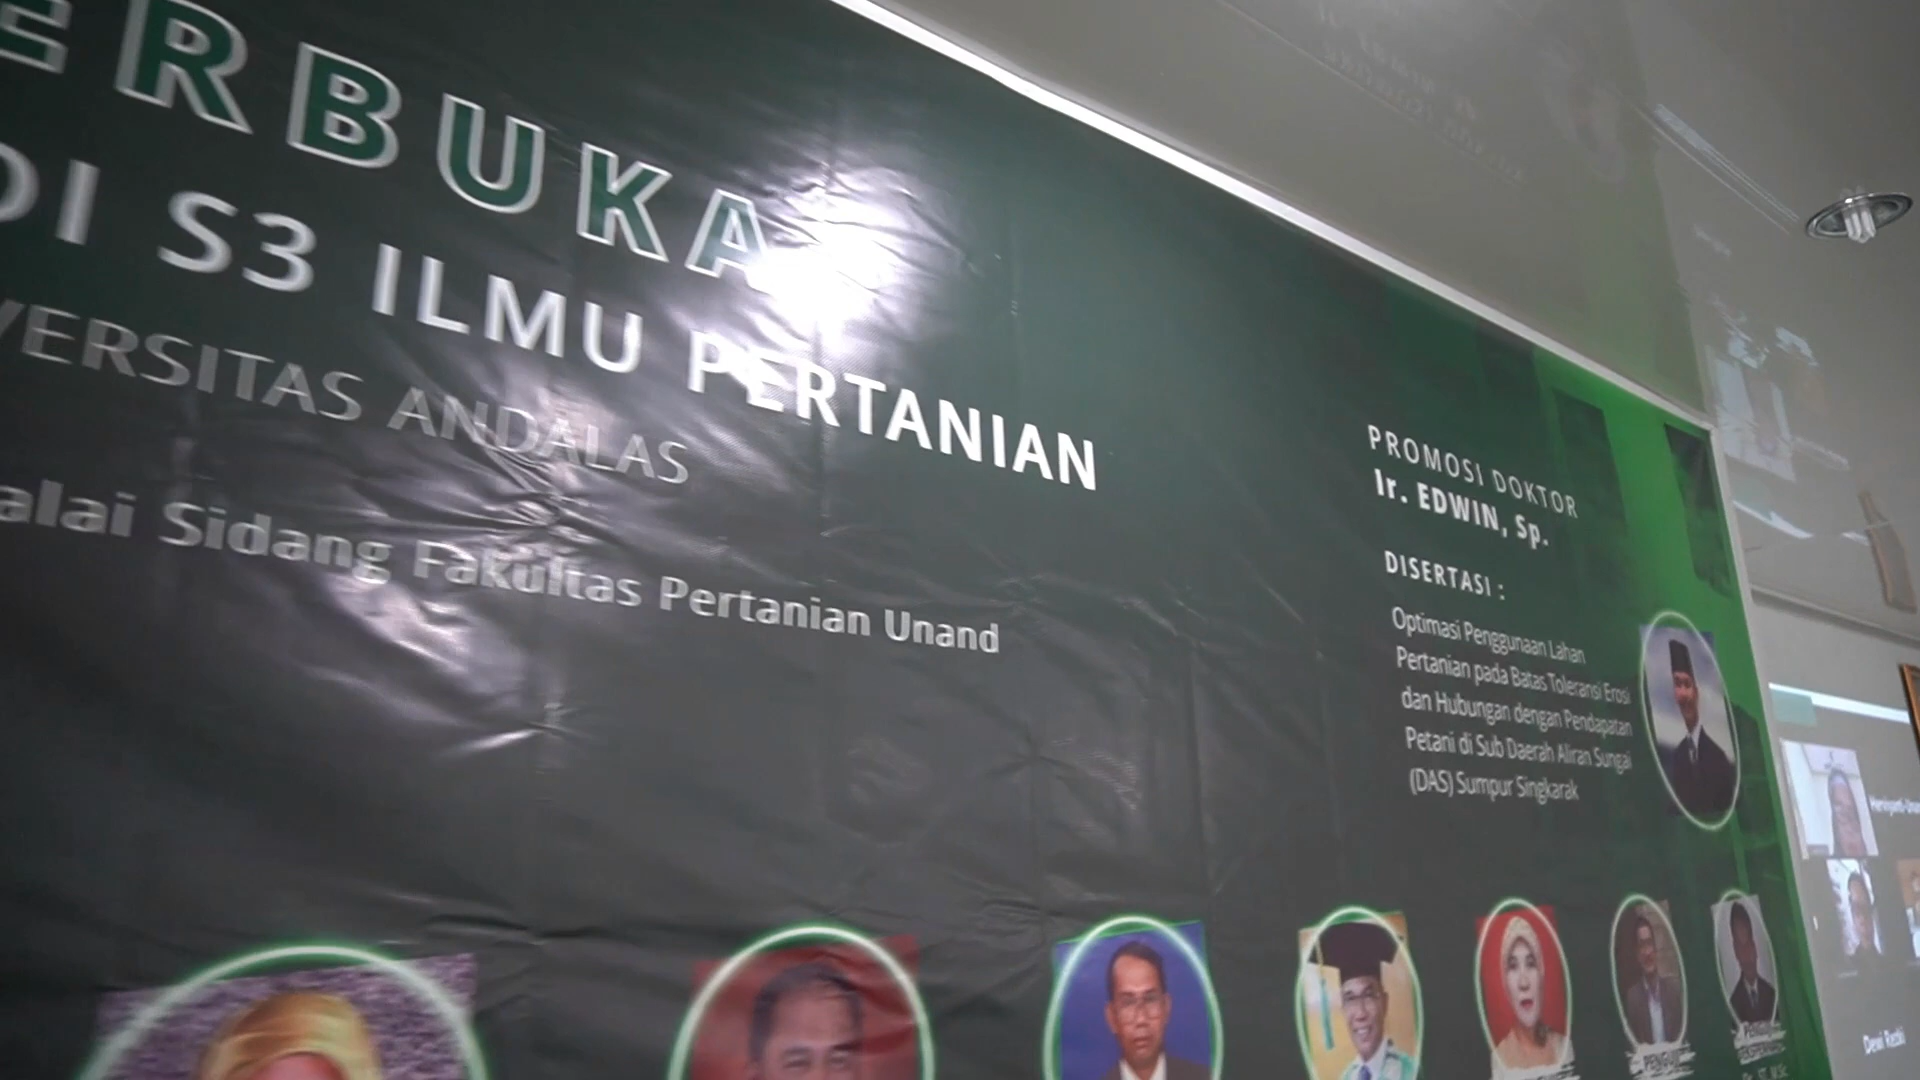 ERBUKA
DI S3 ILMU PERTANIAN
VERSITAS ANDALAS
alai Sidang Fakultas Pertanian Unand
PROMOSI DOKTOR
Ir. EDWIN, Sp.
DISERTASI :
Optimasi Penggunaan Lahan
Pertanian pada Batas Toleransi Erosi
dan Hubungan dengan Pendapatan
Petani di Sub Daerah Aliran Sungai
(DAS) Sumpur Singkarak
PENGUJI